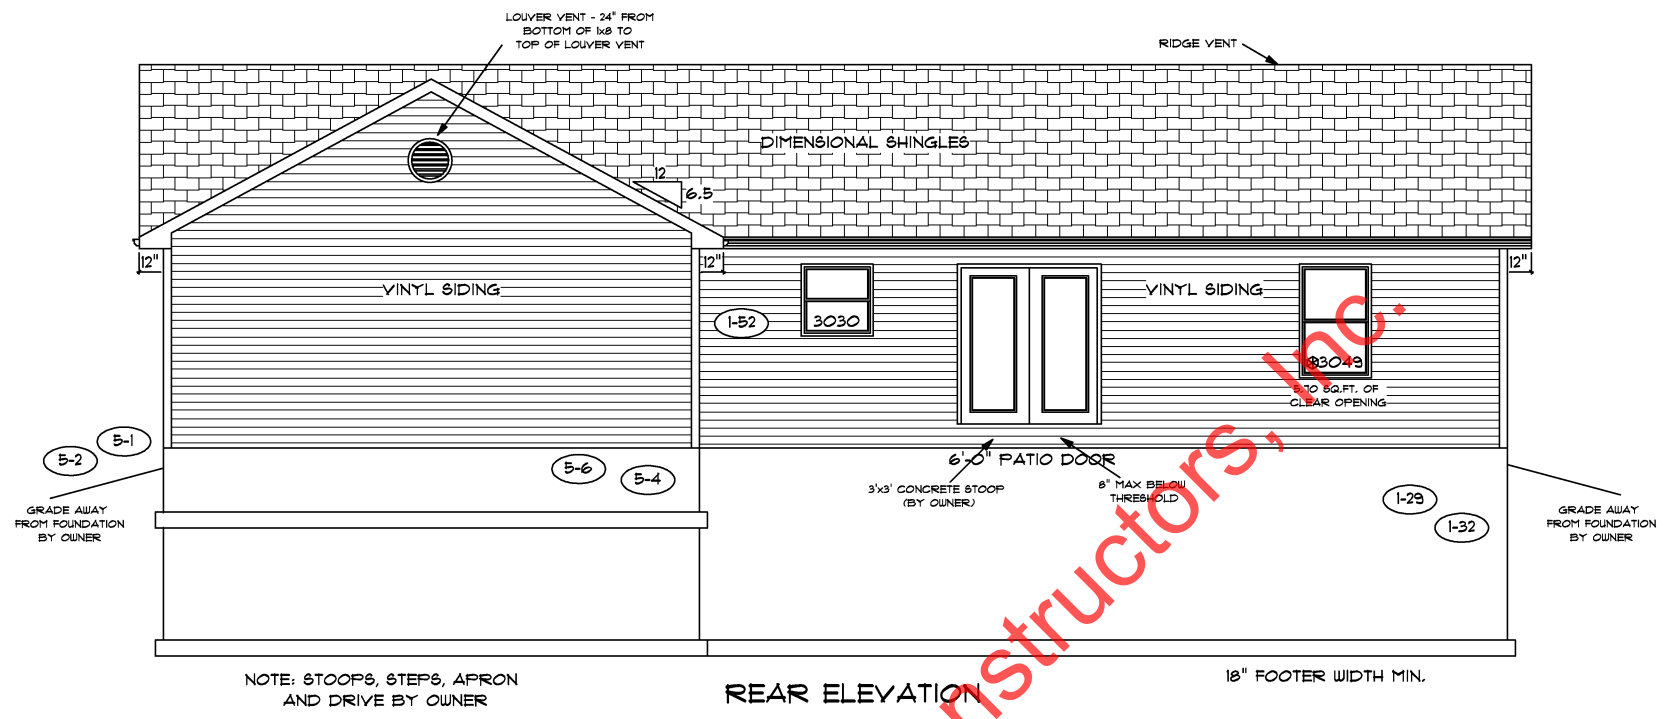 LOUVER VENT - 24" FROM
BOTTOM OF 1x8 TO
TOP OF LOUVER VENT
RIDGE VENT
DIMENSIONAL SHINGLES
12
6.5
12"
12"
12"
VINYL SIDING
VINYL SIDING
1-52
3030
3049
5.70 SQ.FT. OF
CLEAR OPENING
5-1
5-2
5-6
5-4
6'-0" PATIO DOOR
3'x3' CONCRETE STOOP
(BY OWNER)
8" MAX BELOW
THRESHOLD
1-29
1-32
GRADE AWAY
FROM FOUNDATION
BY OWNER
GRADE AWAY
FROM FOUNDATION
BY OWNER
NOTE: STOOPS, STEPS, APRON
AND DRIVE BY OWNER
REAR ELEVATION
18" FOOTER WIDTH MIN.
nstructors, Inc.